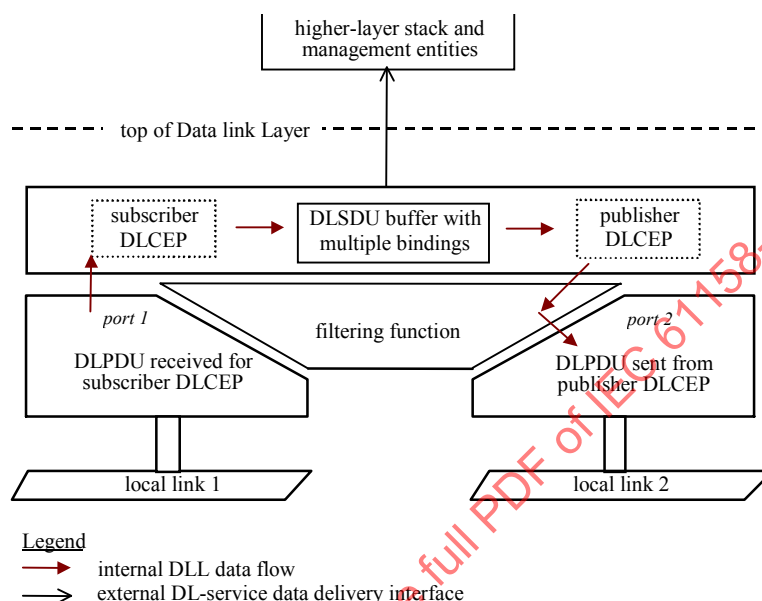 higher-layer stack and
management entities
top of Data link Layer
subscriber
DLCEP
DLSDU buffer with
multiple bindings
publisher
DLCEP
port 1
filtering function
port 2
DLPDU received for
subscriber DLCEP
DLPDU sent from
publisher DLCEP
local link 1
local link 2
Legend
internal DLL data flow
external DL-service data delivery interface
full PDF of IEC 61158-